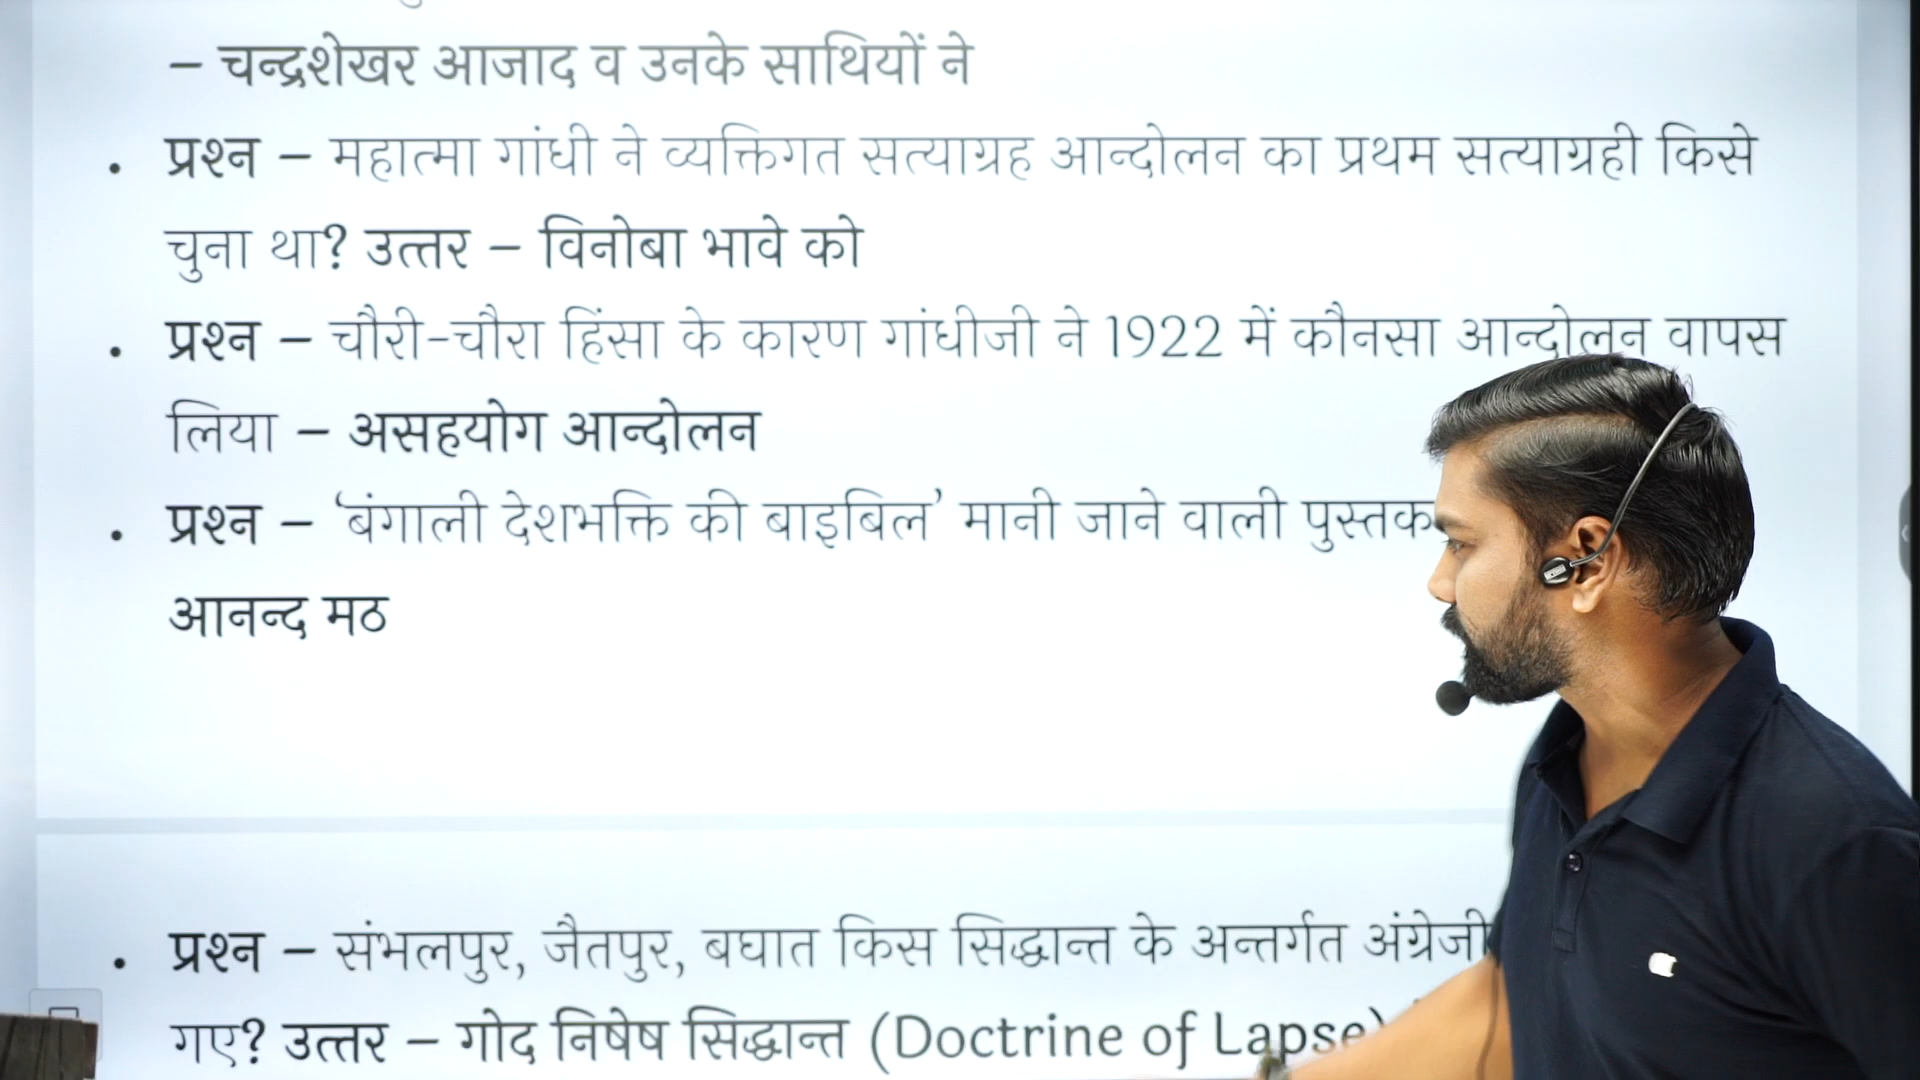 – चन्द्रशेखर आजाद व उनके साथियों ने
• प्रश्न – महात्मा गांधी ने व्यक्तिगत सत्याग्रह आन्दोलन का प्रथम सत्याग्रही किसे
चुना था? उत्तर – विनोबा भावे को
• प्रश्न – चौरी-चौरा हिंसा के कारण गांधीजी ने 1922 में कौनसा आन्दोलन वापस
लिया – असहयोग आन्दोलन
• प्रश्न – ‘बंगाली देशभक्ति की बाइबिल’ मानी जाने वाली पुस्तक
आनन्द मठ
• प्रश्न – संभलपुर, जैतपुर, बघात किस सिद्धान्त के अन्तर्गत अंग्रेजी
गए? उत्तर – गोद निषेष सिद्धान्त (Doctrine of Lapse)